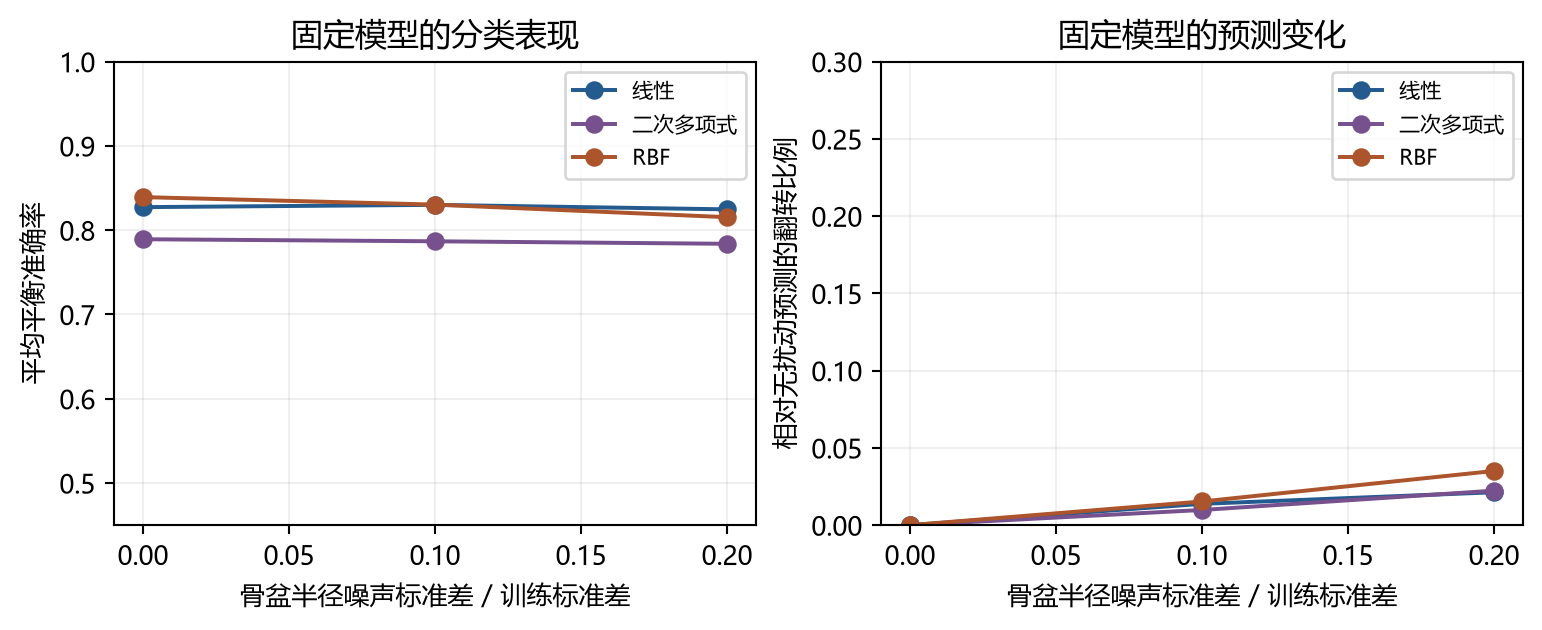 固定模型的分类表现
平均平衡准确率
1.0
0.9
0.8
0.7
0.6
0.5
线性
二次多项式
RBF
0.00
0.05
0.10
0.15
0.20
骨盆半径噪声标准差 / 训练标准差
固定模型的预测变化
相对无扰动预测的翻转比例
0.30
0.25
0.20
0.15
0.10
0.05
0.00
线性
二次多项式
RBF
0.00
0.05
0.10
0.15
0.20
骨盆半径噪声标准差 / 训练标准差